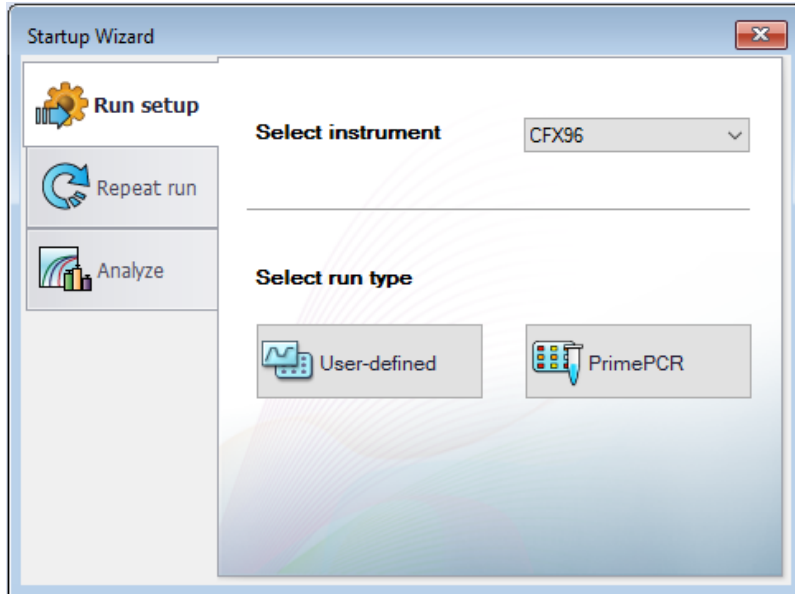 Startup Wizard
Run setup
Repeat run
Analyze
Select instrument
CFX96
Select run type
User-defined
PrimePCR